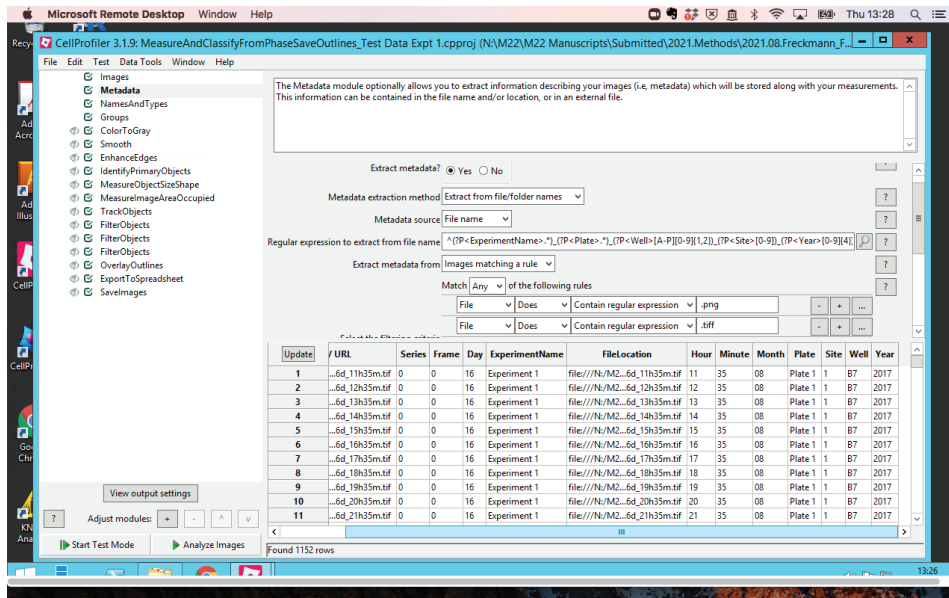 Microsoft Remote Desktop Window Help Thu 13:28
Recy
CellProfiler 3.1.9: MeasureAndClassifyFromPhaseSaveOutlines_Test Data Expt 1.cpproj (N:\M22\M22 Manuscripts\Submitted\2021.Methods\2021.08.Freckmann_F...
File Edit Test Data Tools Window Help
Images
Metadata
NamesAndTypes
Groups
ColorToGray
Smooth
EnhanceEdges
IdentifyPrimaryObjects
MeasureObjectSizeShape
MeasureImageAreaOccupied
TrackObjects
FilterObjects
FilterObjects
FilterObjects
OverlayOutlines
ExportToSpreadsheet
SaveImages
Ad
Acro
Ad
Illus
CellP
CellPr
Go
Chr
KN
Ana
The Metadata module optionally allows you to extract information describing your images (i.e, metadata) which will be stored along with your measurements.
This information can be contained in the file name and/or location, or in an external file.
Extract metadata? Yes No
Metadata extraction method Extract from file/folder names ?
Metadata source File name ?
Regular expression to extract from file name ^(?P<ExperimentName>.*)_(?P<Plate>.*)_(?P<Well>[A-P][0-9]{1,2})_(?P<Site>[0-9])_(?P<Year>[0-9]{4} ?
Extract metadata from Images matching a rule ?
Match Any of the following rules ?
File Does Contain regular expression .png - + ...
File Does Contain regular expression .tiff - + ...
Select the filtering criteria
Update / URL Series Frame Day ExperimentName FileLocation Hour Minute Month Plate Site Well Year
1 ...6d_11h35m.tif 0 0 16 Experiment 1 file:///N:/M2...6d_11h35m.tif 11 35 08 Plate 1 1 B7 2017
2 ...6d_12h35m.tif 0 0 16 Experiment 1 file:///N:/M2...6d_12h35m.tif 12 35 08 Plate 1 1 B7 2017
3 ...6d_13h35m.tif 0 0 16 Experiment 1 file:///N:/M2...6d_13h35m.tif 13 35 08 Plate 1 1 B7 2017
4 ...6d_14h35m.tif 0 0 16 Experiment 1 file:///N:/M2...6d_14h35m.tif 14 35 08 Plate 1 1 B7 2017
5 ...6d_15h35m.tif 0 0 16 Experiment 1 file:///N:/M2...6d_15h35m.tif 15 35 08 Plate 1 1 B7 2017
6 ...6d_16h35m.tif 0 0 16 Experiment 1 file:///N:/M2...6d_16h35m.tif 16 35 08 Plate 1 1 B7 2017
7 ...6d_17h35m.tif 0 0 16 Experiment 1 file:///N:/M2...6d_17h35m.tif 17 35 08 Plate 1 1 B7 2017
8 ...6d_18h35m.tif 0 0 16 Experiment 1 file:///N:/M2...6d_18h35m.tif 18 35 08 Plate 1 1 B7 2017
9 ...6d_19h35m.tif 0 0 16 Experiment 1 file:///N:/M2...6d_19h35m.tif 19 35 08 Plate 1 1 B7 2017
10 ...6d_20h35m.tif 0 0 16 Experiment 1 file:///N:/M2...6d_20h35m.tif 20 35 08 Plate 1 1 B7 2017
11 ...6d_21h35m.tif 0 0 16 Experiment 1 file:///N:/M2...6d_21h35m.tif 21 35 08 Plate 1 1 B7 2017
View output settings
? Adjust modules: + - ^ v
Start Test Mode Analyze Images
Found 1152 rows
13:26